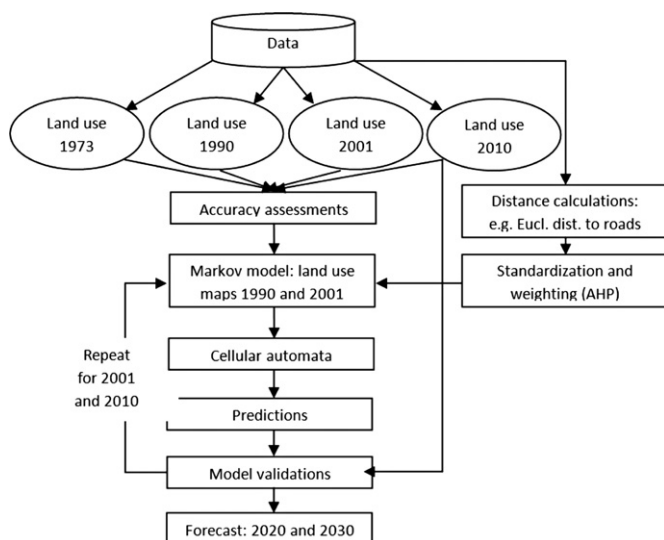 Data
Land use
1973
Land use
1990
Land use
2001
Land use
2010
Accuracy assessments
Distance calculations:
e.g. Eucl. dist. to roads
Markov model: land use
maps 1990 and 2001
Standardization and
weighting (AHP)
Repeat
for 2001
and 2010
Cellular automata
Predictions
Model validations
Forecast: 2020 and 2030